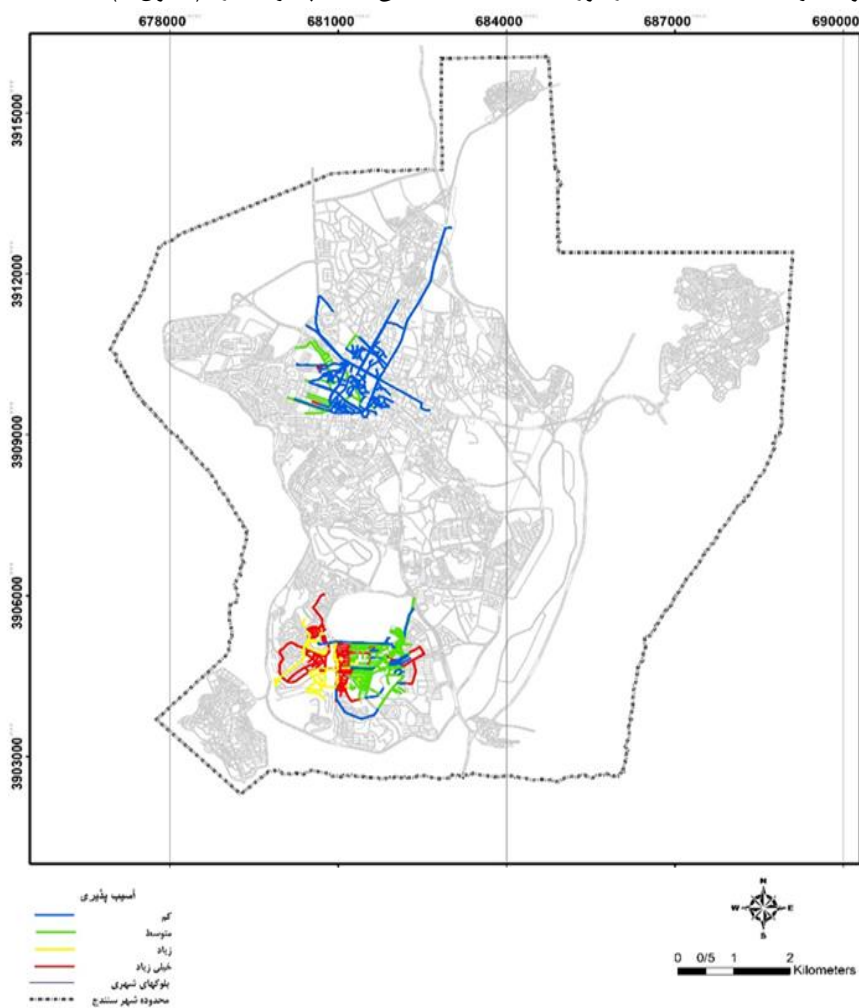 678000 681000 684000 687000 690000
3915000
3912000
3909000
3906000
3903000
آسیب پذیری
کم
متوسط
زیاد
خیلی زیاد
بلوکهای شهری
محدوده شهر سنندج
N
W E
S
0 0/5 1 2
Kilometers